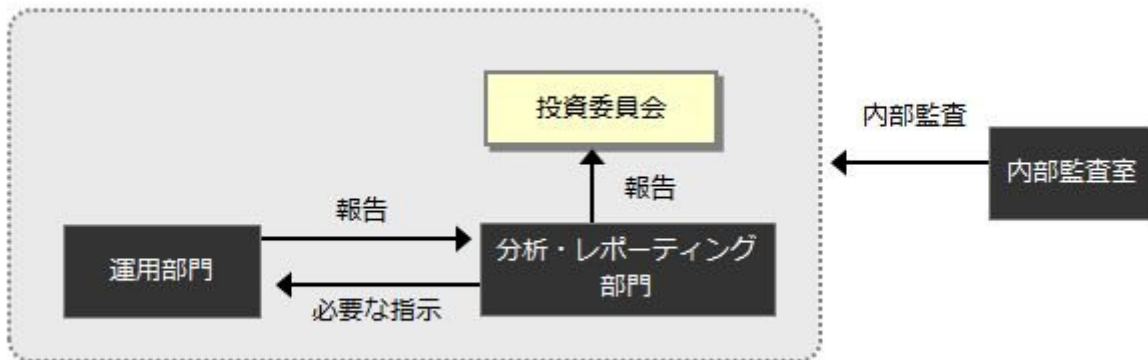 投資委員会
内部監査
内部監査室
報告
報告
運用部門
分析・レポーティング
部門
必要な指示